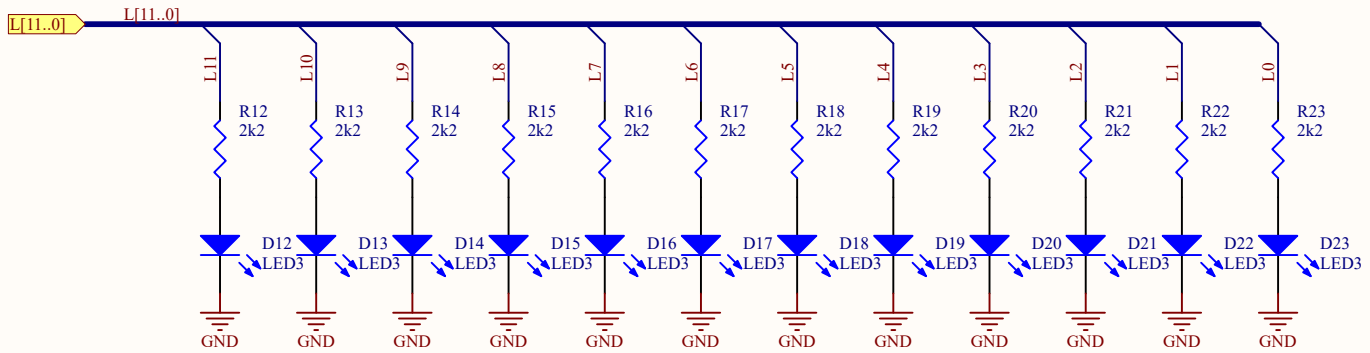 L[11..0]
L[11..0]
L11
L10
L9
L8
L7
L6
L5
L4
L3
L2
L1
L0
R12
2k2
R13
2k2
R14
2k2
R15
2k2
R16
2k2
R17
2k2
R18
2k2
R19
2k2
R20
2k2
R21
2k2
R22
2k2
R23
2k2
D12
LED3
D13
LED3
D14
LED3
D15
LED3
D16
LED3
D17
LED3
D18
LED3
D19
LED3
D20
LED3
D21
LED3
D22
LED3
D23
LED3
GND
GND
GND
GND
GND
GND
GND
GND
GND
GND
GND
GND